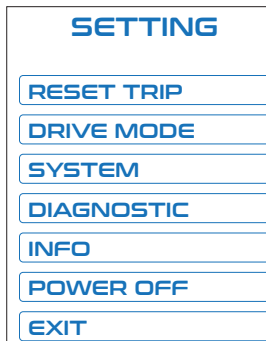 SETTING
RESET TRIP
DRIVE MODE
SYSTEM
DIAGNOSTIC
INFO
POWER OFF
EXIT